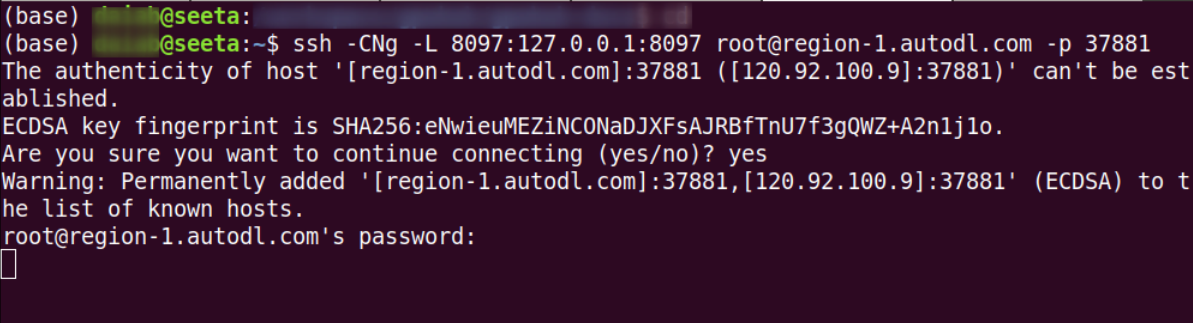 (base) @seeta:
(base) @seeta:~$ ssh -CNg -L 8097:127.0.0.1:8097 root@region-1.autodl.com -p 37881
The authenticity of host '[region-1.autodl.com]:37881 ([120.92.100.9]:37881)' can't be est
ablished.
ECDSA key fingerprint is SHA256:eNwieuMEZiNCONaDJXFsAJRBfTnU7f3gQWZ+A2n1j1o.
Are you sure you want to continue connecting (yes/no)? yes
Warning: Permanently added '[region-1.autodl.com]:37881,[120.92.100.9]:37881' (ECDSA) to t
he list of known hosts.
root@region-1.autodl.com's password: